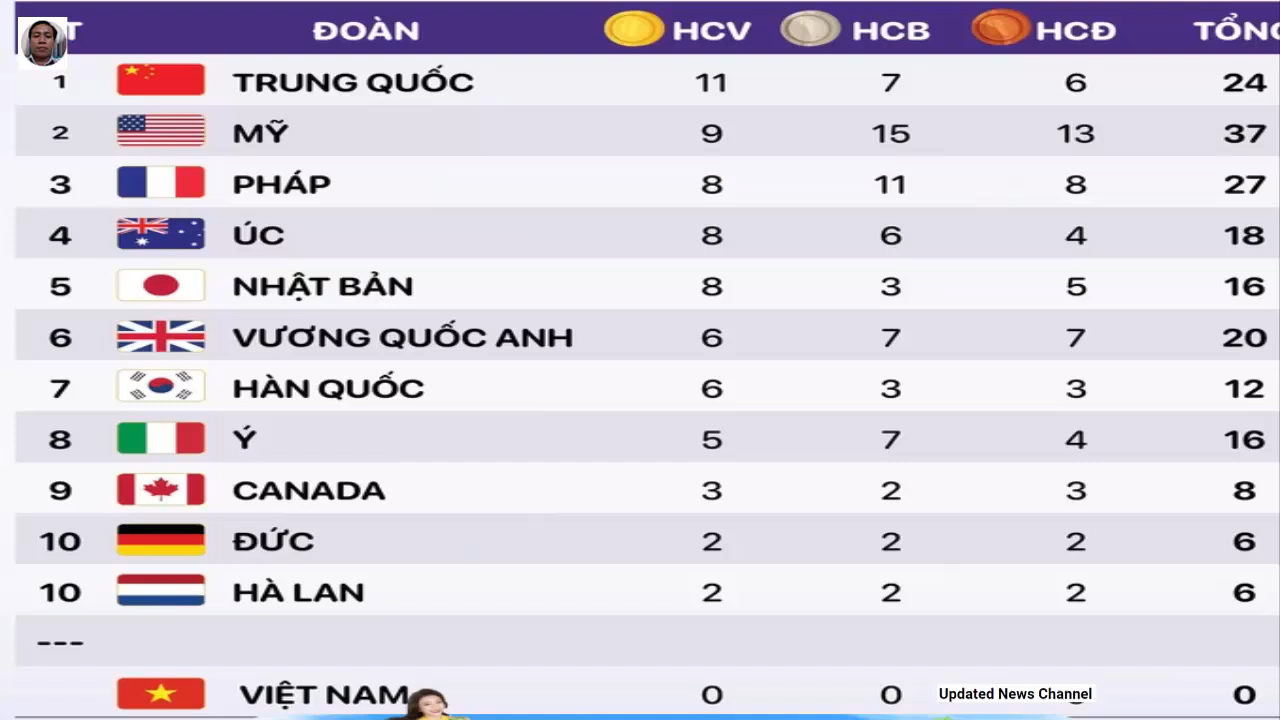 T ĐOÀN HCV HCB HCĐ TỔNG
1 TRUNG QUỐC 11 7 6 24
2 MỸ 9 15 13 37
3 PHÁP 8 11 8 27
4 ÚC 8 6 4 18
5 NHẬT BẢN 8 3 5 16
6 VƯƠNG QUỐC ANH 6 7 7 20
7 HÀN QUỐC 6 3 3 12
8 Ý 5 7 4 16
9 CANADA 3 2 3 8
10 ĐỨC 2 2 2 6
10 HÀ LAN 2 2 2 6
---
VIỆT NAM 0 0 0
Updated News Channel